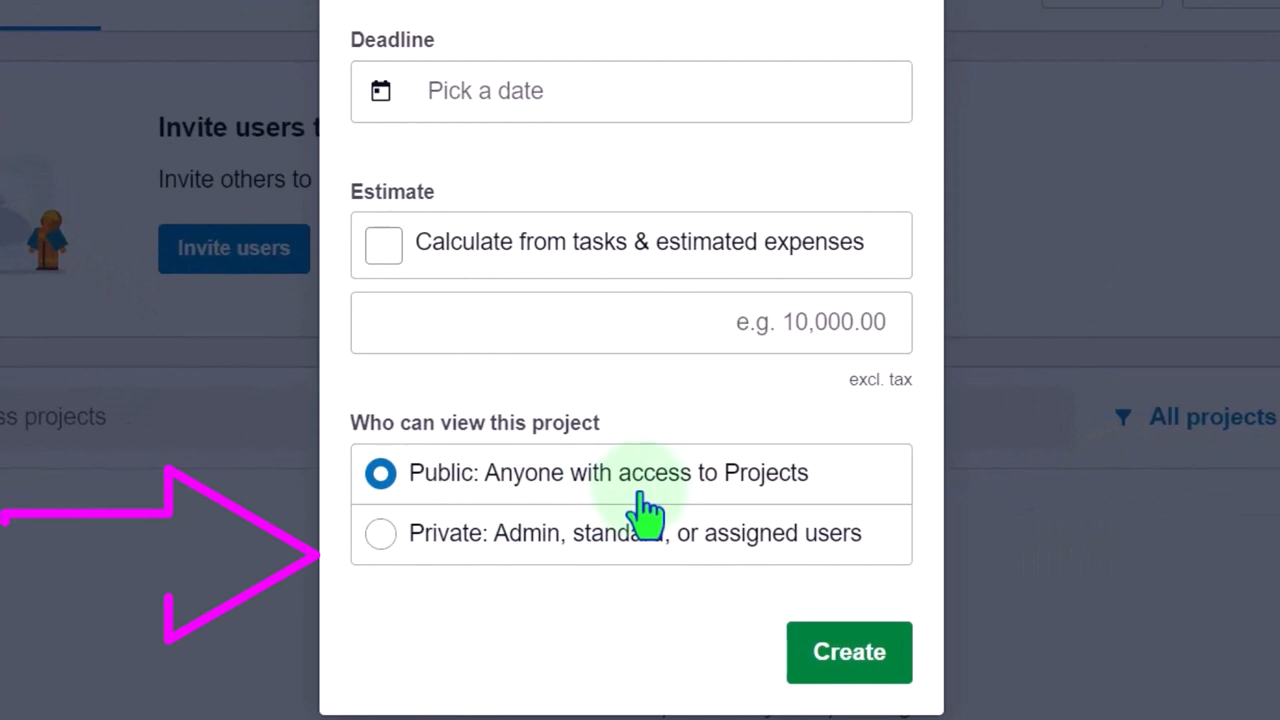 Deadline
Pick a date
Invite users t
Invite others to
Invite users
Estimate
Calculate from tasks & estimated expenses
e.g. 10,000.00
excl. tax
ss projects
All projects
Who can view this project
Public: Anyone with access to Projects
Private: Admin, standard, or assigned users
Create